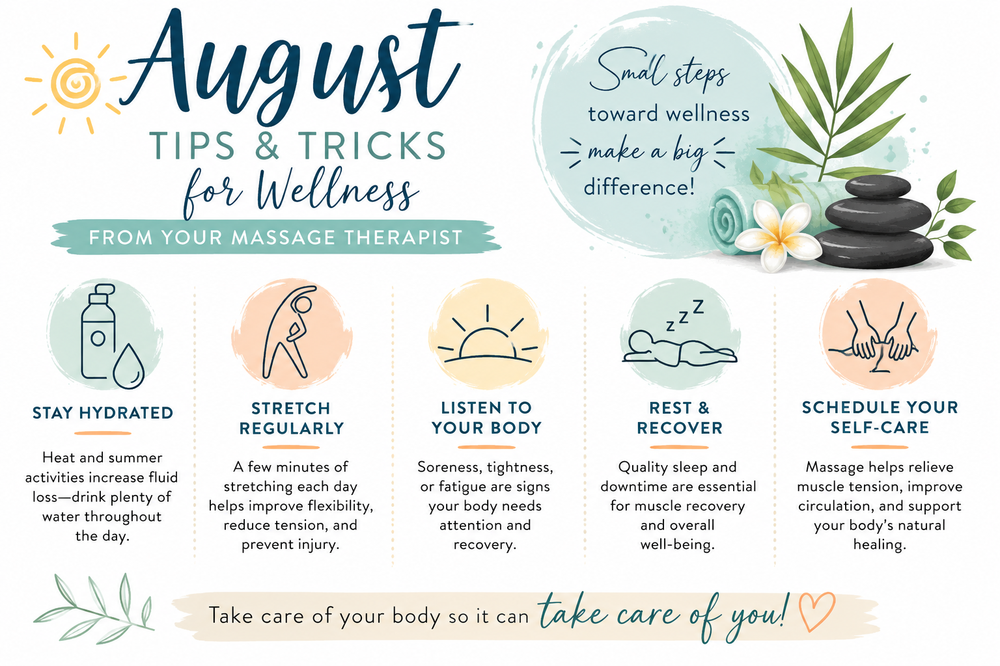 August
TIPS & TRICKS
for Wellness
FROM YOUR MASSAGE THERAPIST
Small steps
toward wellness
make a big
difference!
z z z
STAY HYDRATED
Heat and summer
activities increase fluid
loss—drink plenty of
water throughout
the day.
STRETCH
REGULARLY
A few minutes of
stretching each day
helps improve flexibility,
reduce tension, and
prevent injury.
LISTEN TO
YOUR BODY
Soreness, tightness,
or fatigue are signs
your body needs
attention and
recovery.
REST &
RECOVER
Quality sleep and
downtime are essential
for muscle recovery
and overall
well-being.
SCHEDULE YOUR
SELF-CARE
Massage helps relieve
muscle tension, improve
circulation, and support
your body's natural
healing.
Take care of your body so it can take care of you!